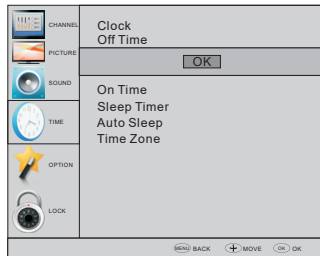 CHANNEL
PICTURE
SOUND
TIME
OPTION
LOCK
Clock
Off Time
OK
On Time
Sleep Timer
Auto Sleep
Time Zone
MENU BACK MOVE OK OK